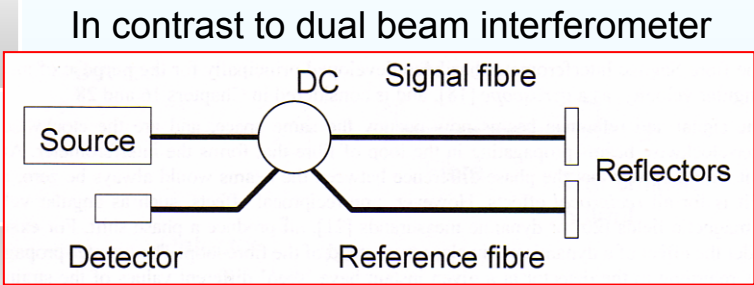 In contrast to dual beam interferometer
DC
Signal fibre
Source
Reflectors
Detector
Reference fibre